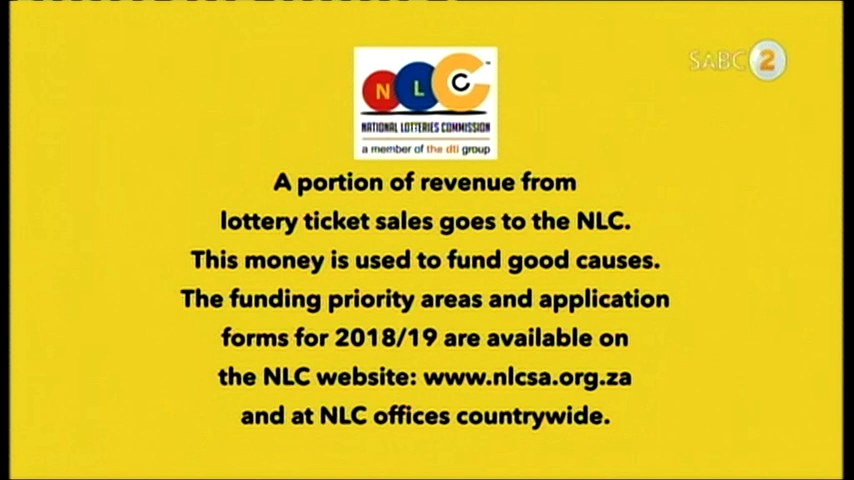 SABC 2
N L C ™
NATIONAL LOTTERIES COMMISSION
a member of the dti group
A portion of revenue from
lottery ticket sales goes to the NLC.
This money is used to fund good causes.
The funding priority areas and application
forms for 2018/19 are available on
the NLC website: www.nlcsa.org.za
and at NLC offices countrywide.